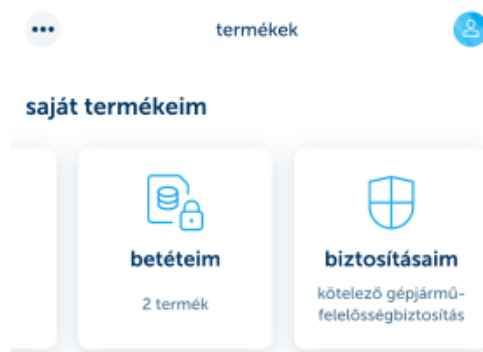 termékek
saját termékeim
betéteim
2 termék
biztosításaim
kötelező gépjármű-
felelősségbiztosítás